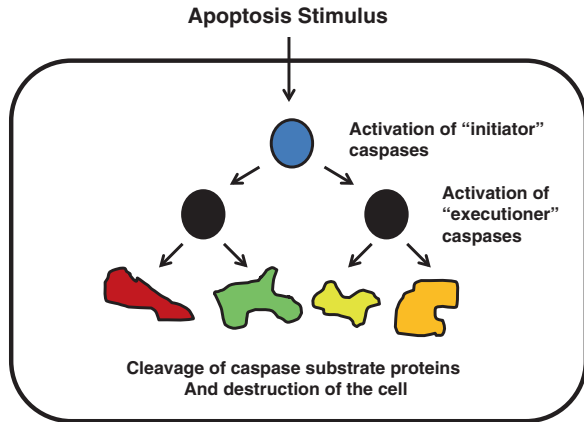 Apoptosis Stimulus
Activation of “initiator”
caspases
Activation of
“executioner”
caspases
Cleavage of caspase substrate proteins
And destruction of the cell